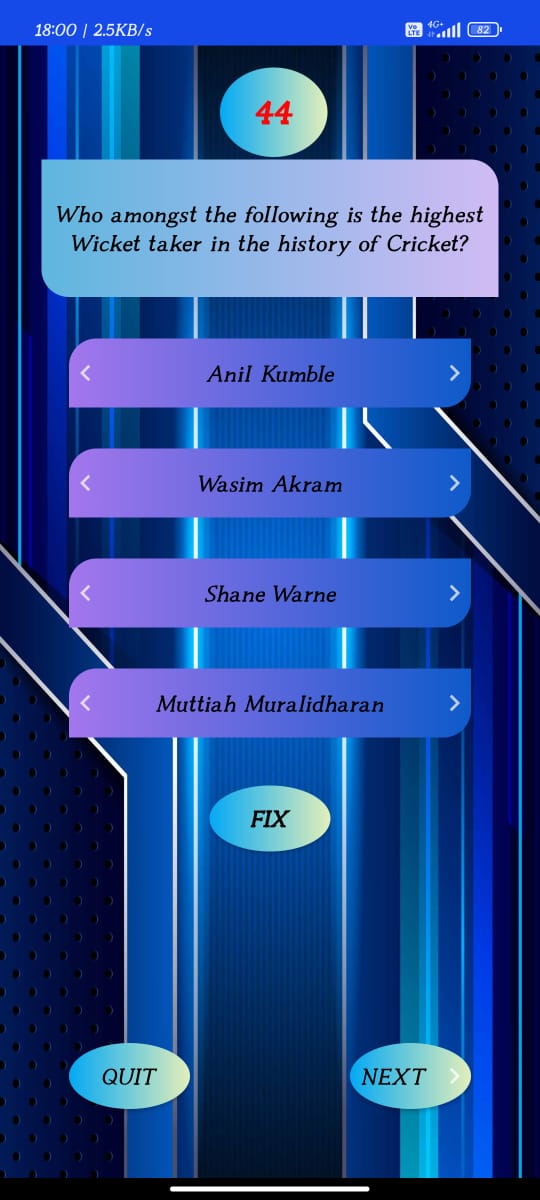 18:00 | 2.5KB/s
Vo LTE 4G+ 82
44
Who amongst the following is the highest
Wicket taker in the history of Cricket?
Anil Kumble
Wasim Akram
Shane Warne
Muttiah Muralidharan
FIX
QUIT
NEXT